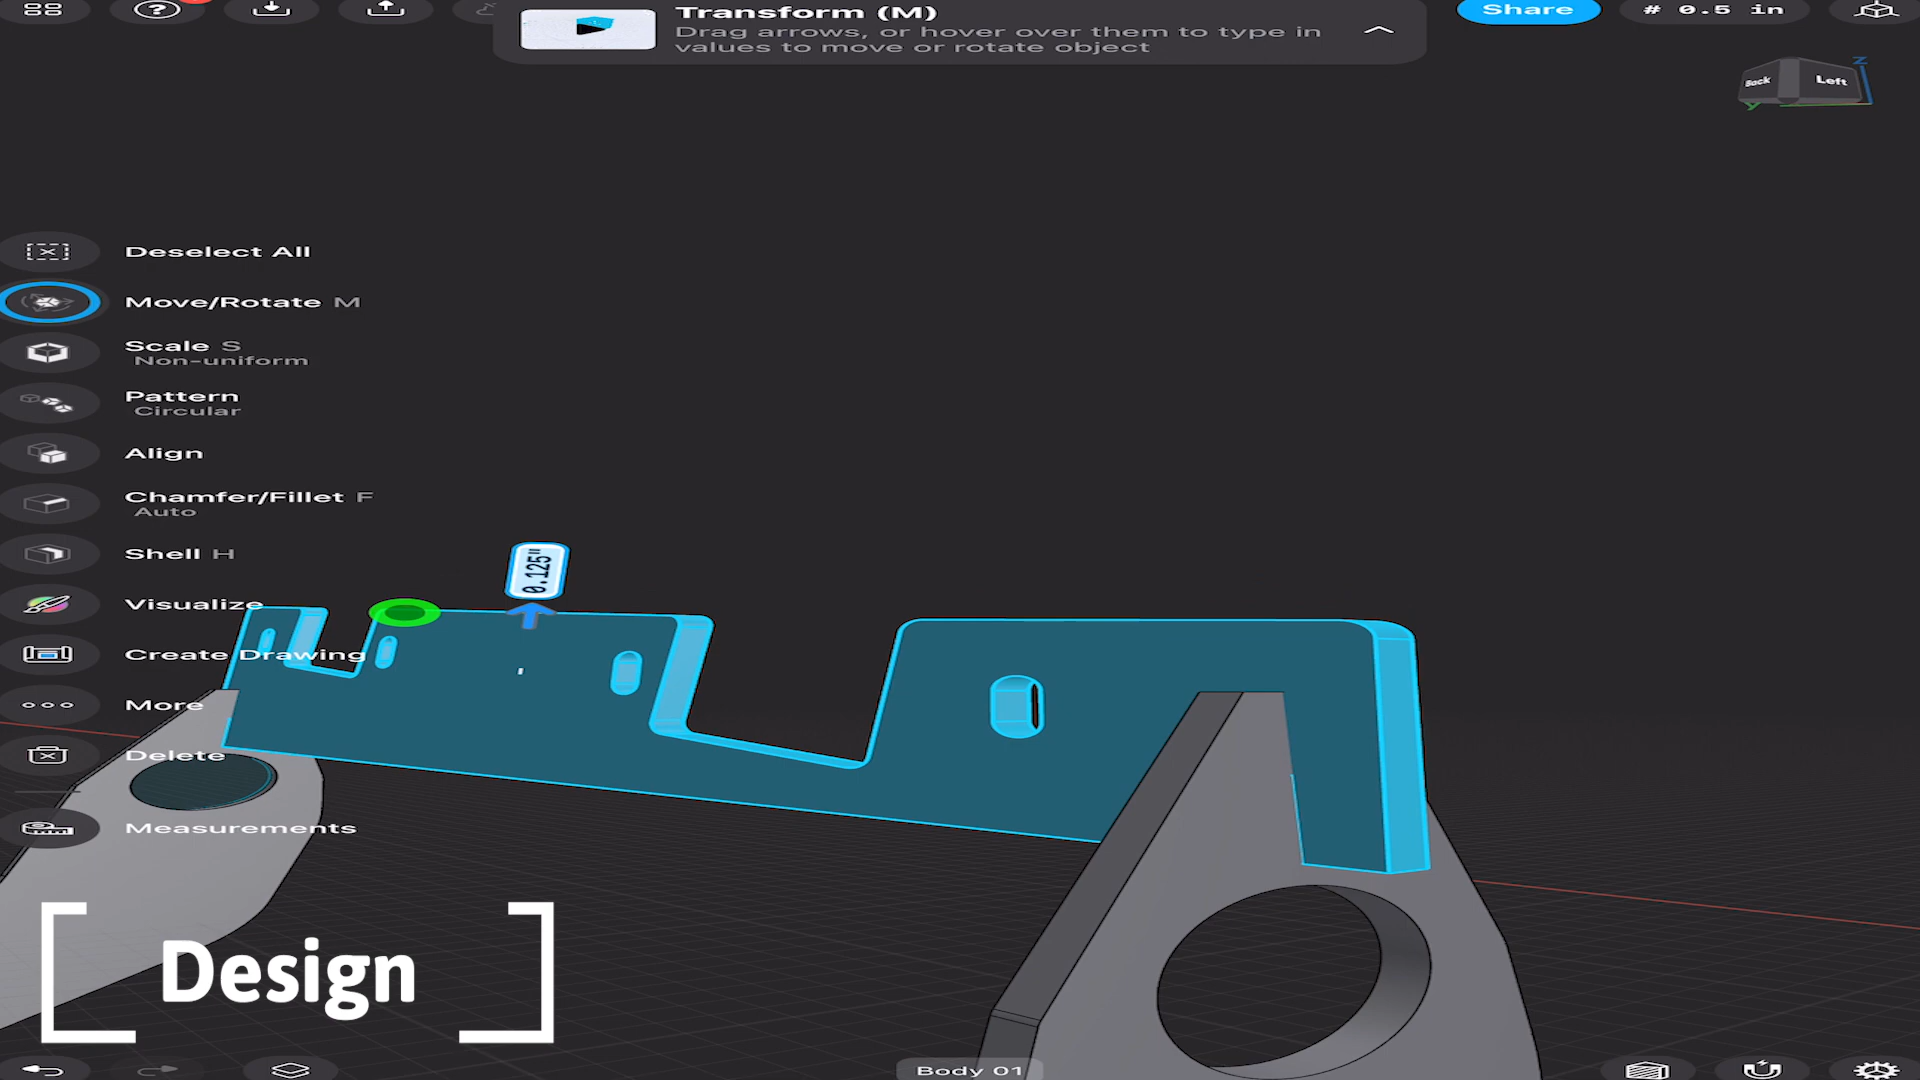 Transform (M)
Drag arrows, or hover over them to type in
values to move or rotate object
Share
# 0.5 in
Back
Left
Z
Y
Deselect All
Move/Rotate M
Scale S
Non-uniform
Pattern
Circular
Align
Chamfer/Fillet F
Auto
Shell H
0.125"
Visualize
Create Drawing
More
Delete
Measurements
Design
Body 01